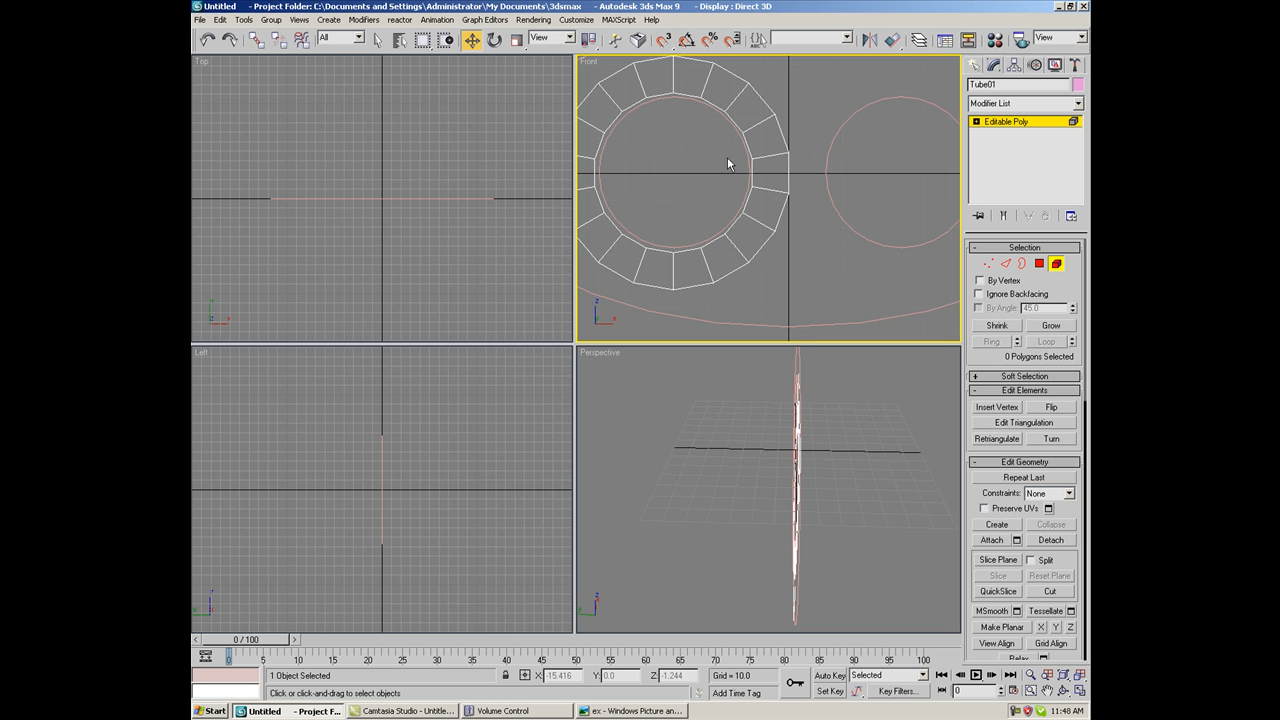 Untitled - Project Folder: C:\Documents and Settings\Administrator\My Documents\3dsmax - Autodesk 3ds Max 9 - Display : Direct 3D
File Edit Tools Group Views Create Modifiers reactor Animation Graph Editors Rendering Customize MAXScript Help
All View View
Top
Front
Left
Perspective
Tube01
Modifier List
Editable Poly
Selection
By Vertex
Ignore Backfacing
By Angle: 45.0
Shrink Grow
Ring Loop
0 Polygons Selected
Soft Selection
Edit Elements
Insert Vertex Flip
Edit Triangulation
Retriangulate Turn
Edit Geometry
Repeat Last
Constraints: None
Preserve UVs
Create Collapse
Attach Detach
Slice Plane Split
Slice Reset Plane
QuickSlice Cut
MSmooth Tessellate
Make Planar X Y Z
View Align Grid Align
Relax
0 / 100
0 5 10 15 20 25 30 35 40 45 50 55 60 65 70 75 80 85 90 95 100
1 Object Selected X: -15.416 Y: 0.0 Z: -1.244 Grid = 10.0 Auto Key Selected
Click or click-and-drag to select objects Add Time Tag Set Key Key Filters... 0
Start Untitled - Project F... Camtasia Studio - Untitle... Volume Control ex - Windows Picture an... 11:48 AM